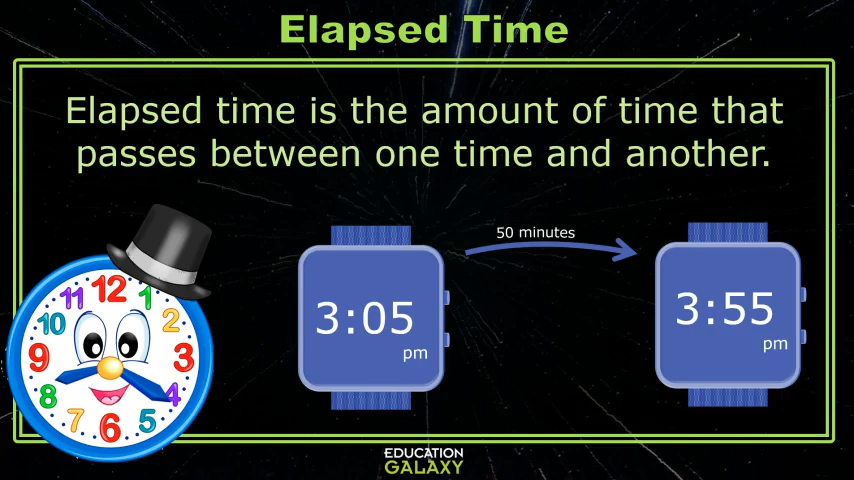 Elapsed Time
Elapsed time is the amount of time that
passes between one time and another.
50 minutes
3:05
pm
3:55
pm
12
1
2
3
4
5
6
7
8
9
10
11
EDUCATION
GALAXY